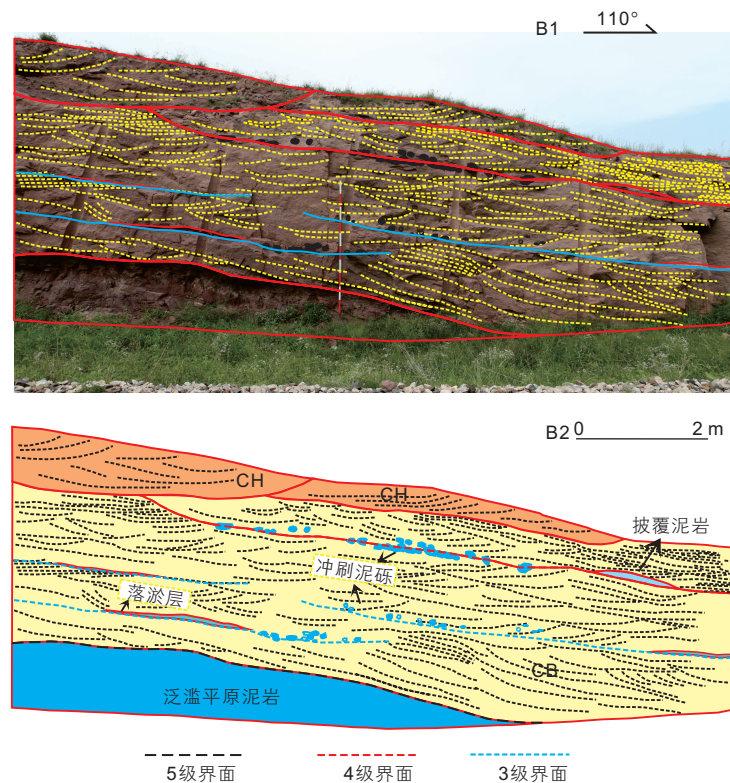 B1 110°
B2 0 2 m
CH
CH
披覆泥岩
冲刷泥砾
落淤层
CB
泛滥平原泥岩
5级界面 4级界面 3级界面